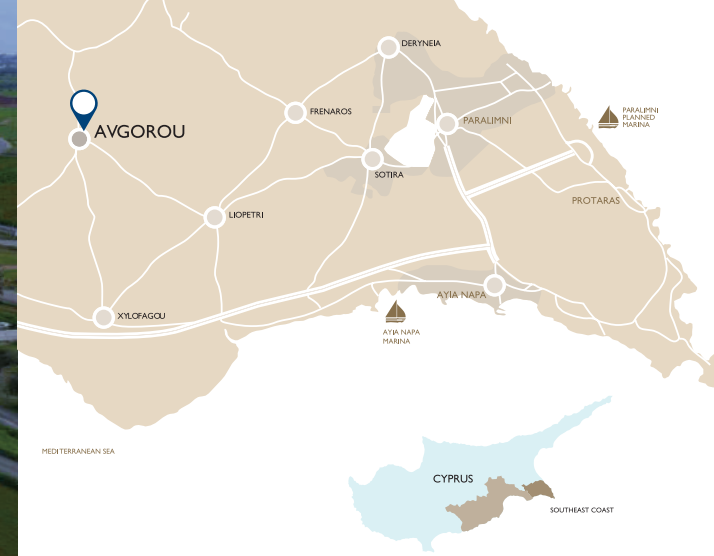 DERYNEIA
FRENAROS
PARALIMNI
PLANNED
MARINA
PARALIMNI
AVGOROU
SOTIRA
PROTARAS
LIOPETRI
AYIA NAPA
XYLOFAGOU
AYIA NAPA
MARINA
MEDITERRANEAN SEA
CYPRUS
SOUTHEAST COAST